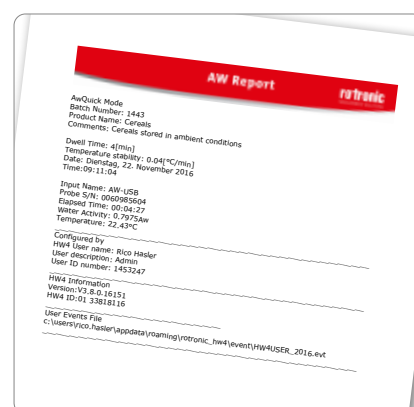 AW Report
rotronic
AwQuick Mode
Batch Number: 1443
Product Name: Cereals
Comments: Cereals stored in ambient conditions
Dwell Time: 4[min]
Temperature stability: 0.04[°C/min]
Date: Dienstag, 22. November 2016
Time:09:11:04
Input Name: AW-USB
Probe S/N: 0060985604
Elapsed Time: 00:04:27
Water Activity: 0.7975Aw
Temperature: 22.43°C
Configured by
HW4 User name: Rico Hasler
User description: Admin
User ID number: 1453247
HW4 Information
Version:V3.8.0.16151
HW4 ID:01 33818116
User Events File
c:\users\rico.hasler\appdata\roaming\rotronic_hw4\event\HW4USER_2016.evt